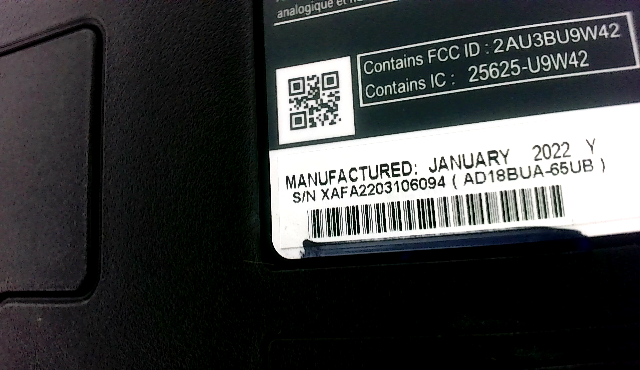 analogique et
Contains FCC ID : 2AU3BU9W42
Contains IC : 25625-U9W42
MANUFACTURED: JANUARY 2022 Y
S/N XAFA2203106094 ( AD18BUA-65UB )